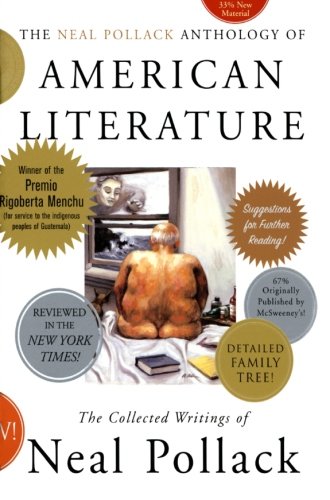 33% New
Material
THE NEAL POLLACK ANTHOLOGY OF
AMERICAN
LITERATURE
Winner of the
Premio
Rigoberta Menchu
(for service to the indigenous
peoples of Guatemala)
Suggestions
for Further
Reading!
67%
Originally
Published by
McSweeney's!
REVIEWED
IN THE
NEW YORK
TIMES!
DETAILED
FAMILY
TREE!
The Collected Writings of
V!
Neal Pollack